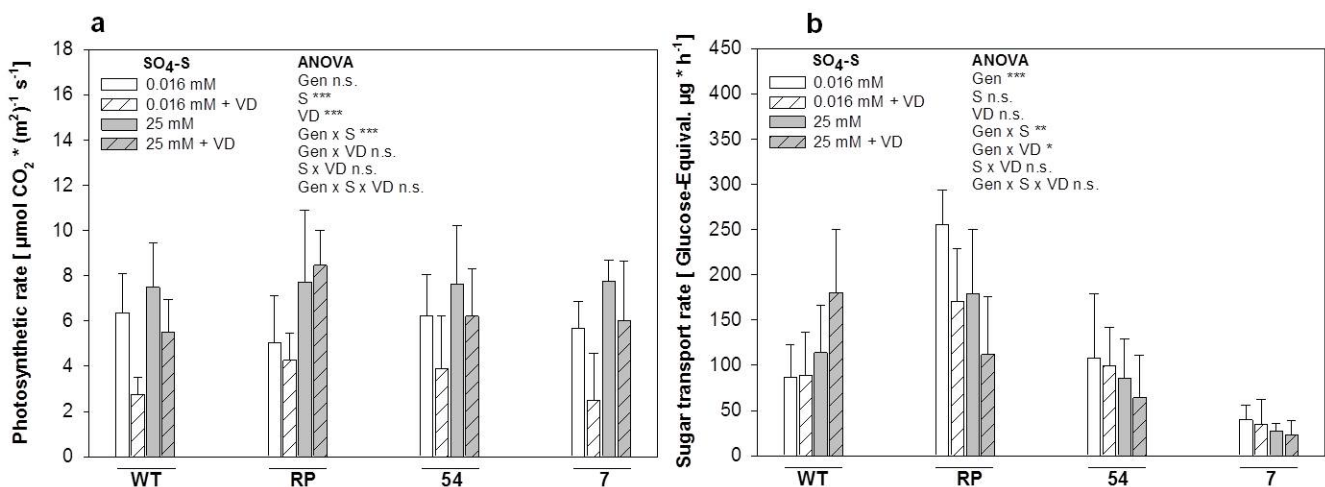 a
Photosynthetic rate [ µmol CO₂ * (m²)⁻¹ s⁻¹]
18
16
14
12
10
8
6
4
2
0
SO₄-S
0.016 mM
0.016 mM + VD
25 mM
25 mM + VD
ANOVA
Gen n.s.
S ***
VD ***
Gen x S ***
Gen x VD n.s.
S x VD n.s.
Gen x S x VD n.s.
WT RP 54 7
b
Sugar transport rate [ Glucose-Equival. µg * h⁻¹]
450
400
350
300
250
200
150
100
50
0
SO₄-S
0.016 mM
0.016 mM + VD
25 mM
25 mM + VD
ANOVA
Gen ***
S n.s.
VD n.s.
Gen x S **
Gen x VD *
S x VD n.s.
Gen x S x VD n.s.
WT RP 54 7